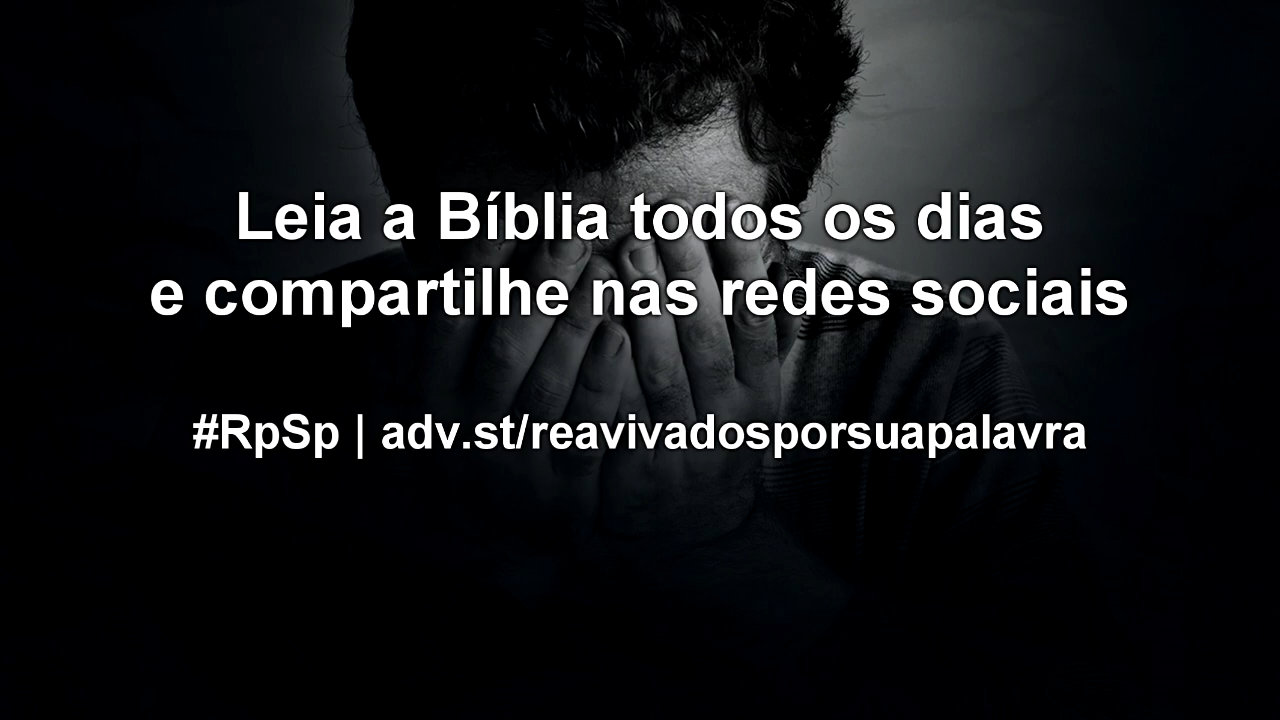 Leia a Bíblia todos os dias
e compartilhe nas redes sociais
#RpSp | adv.st/reavivadosporsuapalavra